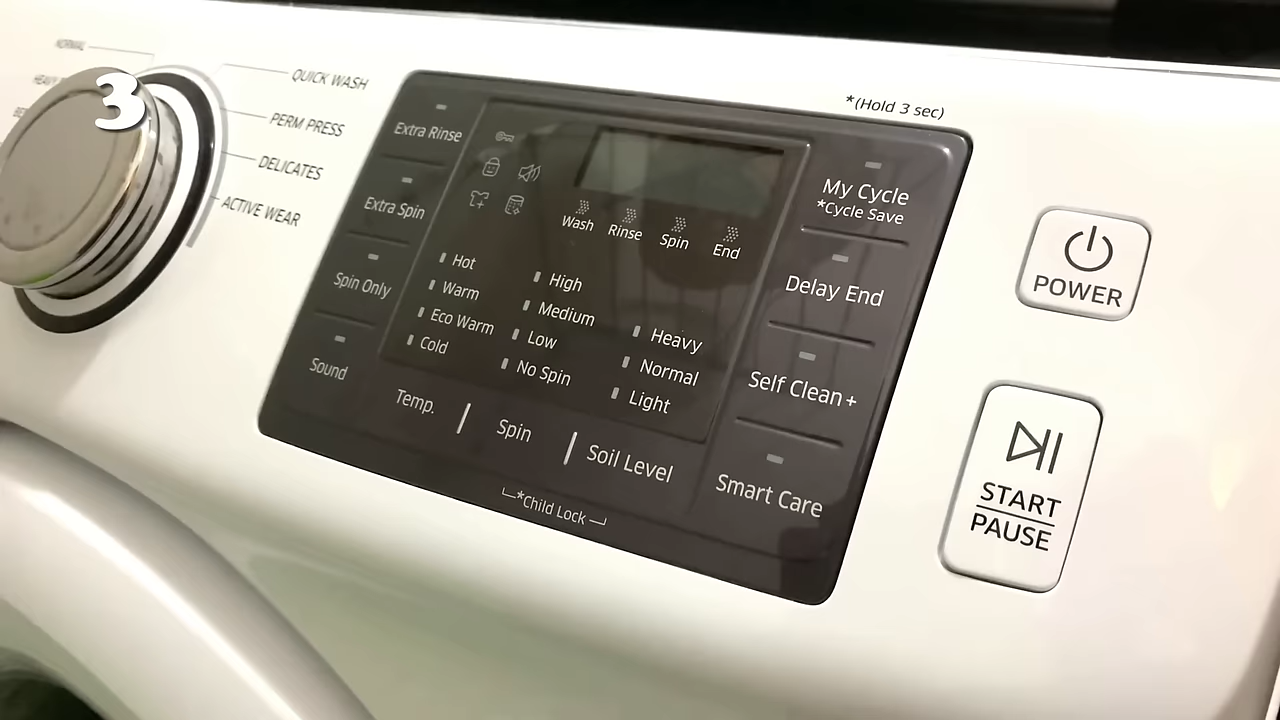 NORMAL
3
QUICK WASH
PERM PRESS
DELICATES
ACTIVE WEAR
Extra Rinse
Extra Spin
Spin Only
Sound
Wash
Rinse
Spin
End
Hot
Warm
Eco Warm
Cold
High
Medium
Low
No Spin
Heavy
Normal
Light
Temp.
Spin
Soil Level
*Child Lock
*(Hold 3 sec)
My Cycle
*Cycle Save
Delay End
Self Clean+
Smart Care
POWER
START
PAUSE